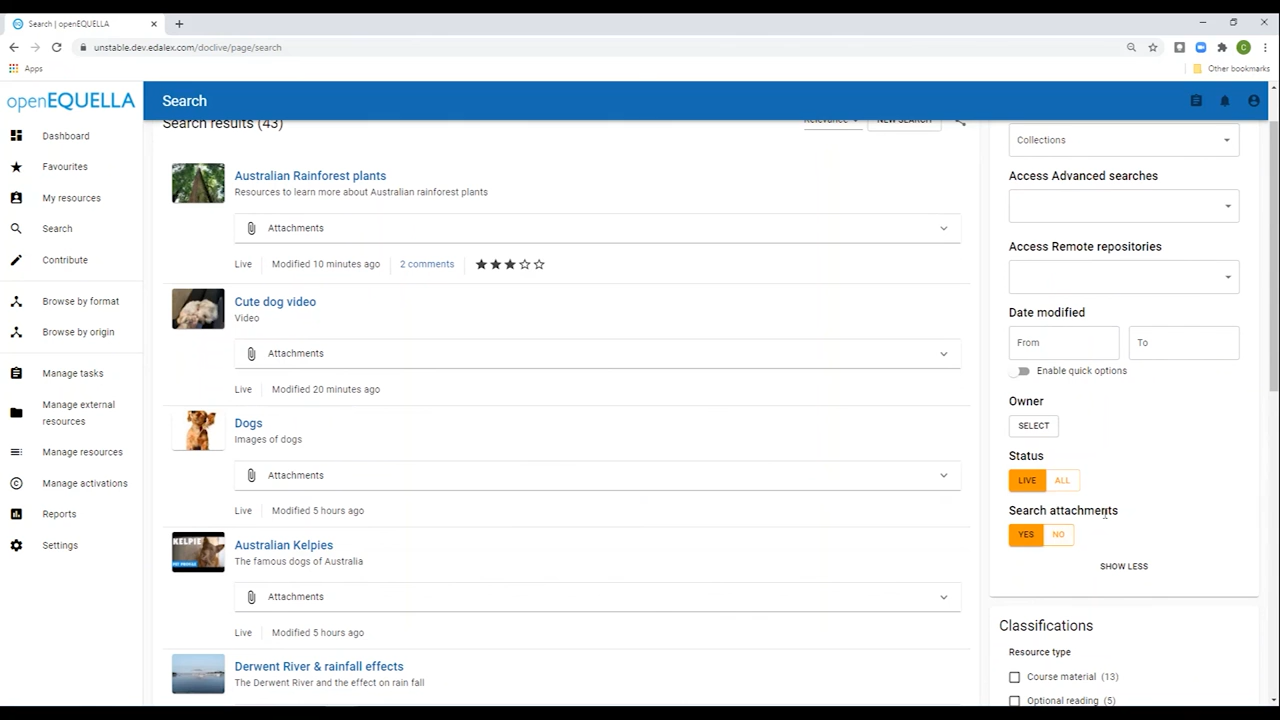 Search | openEQUELLA
unstable.dev.edalex.com/doclive/page/search
Apps
Other bookmarks
openEQUELLA
Search
Dashboard
Favourites
My resources
Search
Contribute
Browse by format
Browse by origin
Manage tasks
Manage external
resources
Manage resources
Manage activations
Reports
Settings
Search results (43)
Relevance
NEW SEARCH
Australian Rainforest plants
Resources to learn more about Australian rainforest plants
Attachments
Live Modified 10 minutes ago 2 comments
Cute dog video
Video
Attachments
Live Modified 20 minutes ago
Dogs
Images of dogs
Attachments
Live Modified 5 hours ago
KELPIE
Australian Kelpies
The famous dogs of Australia
Attachments
Live Modified 5 hours ago
Derwent River & rainfall effects
The Derwent River and the effect on rain fall
Collections
Access Advanced searches
Access Remote repositories
Date modified
From To
Enable quick options
Owner
SELECT
Status
LIVE ALL
Search attachments
YES NO
SHOW LESS
Classifications
Resource type
Course material (13)
Optional reading (5)